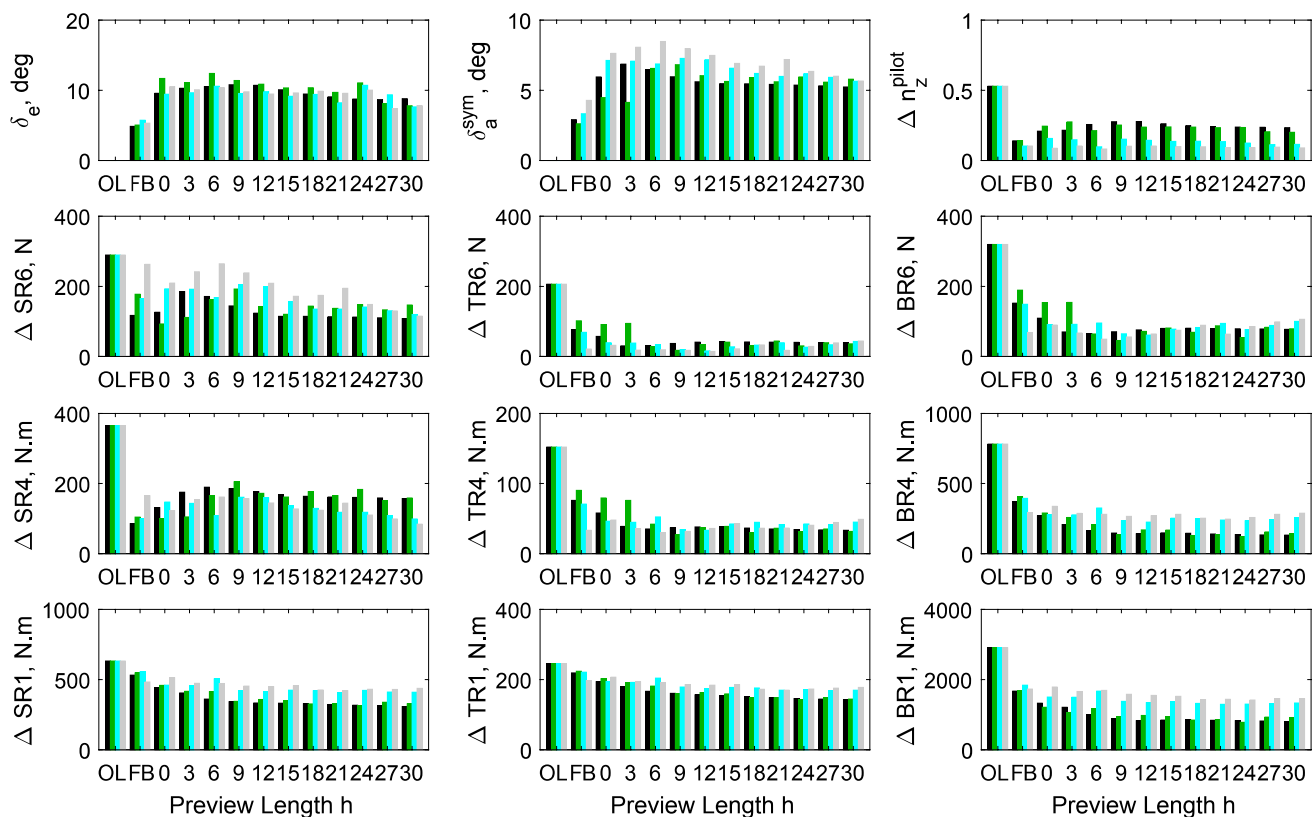 δe, deg
20
10
0
OL FB 0 3 6 9 12 15 18 21 24 27 30
δa^sym, deg
10
5
0
OL FB 0 3 6 9 12 15 18 21 24 27 30
Δ nz^pilot
1
0.5
0
OL FB 0 3 6 9 12 15 18 21 24 27 30
Δ SR6, N
400
200
0
OL FB 0 3 6 9 12 15 18 21 24 27 30
Δ TR6, N
400
200
0
OL FB 0 3 6 9 12 15 18 21 24 27 30
Δ BR6, N
400
200
0
OL FB 0 3 6 9 12 15 18 21 24 27 30
Δ SR4, N.m
400
200
0
OL FB 0 3 6 9 12 15 18 21 24 27 30
Δ TR4, N.m
200
100
0
OL FB 0 3 6 9 12 15 18 21 24 27 30
Δ BR4, N.m
1000
500
0
OL FB 0 3 6 9 12 15 18 21 24 27 30
Δ SR1, N.m
1000
500
0
OL FB 0 3 6 9 12 15 18 21 24 27 30
Preview Length h
Δ TR1, N.m
400
200
0
OL FB 0 3 6 9 12 15 18 21 24 27 30
Preview Length h
Δ BR1, N.m
4000
2000
0
OL FB 0 3 6 9 12 15 18 21 24 27 30
Preview Length h